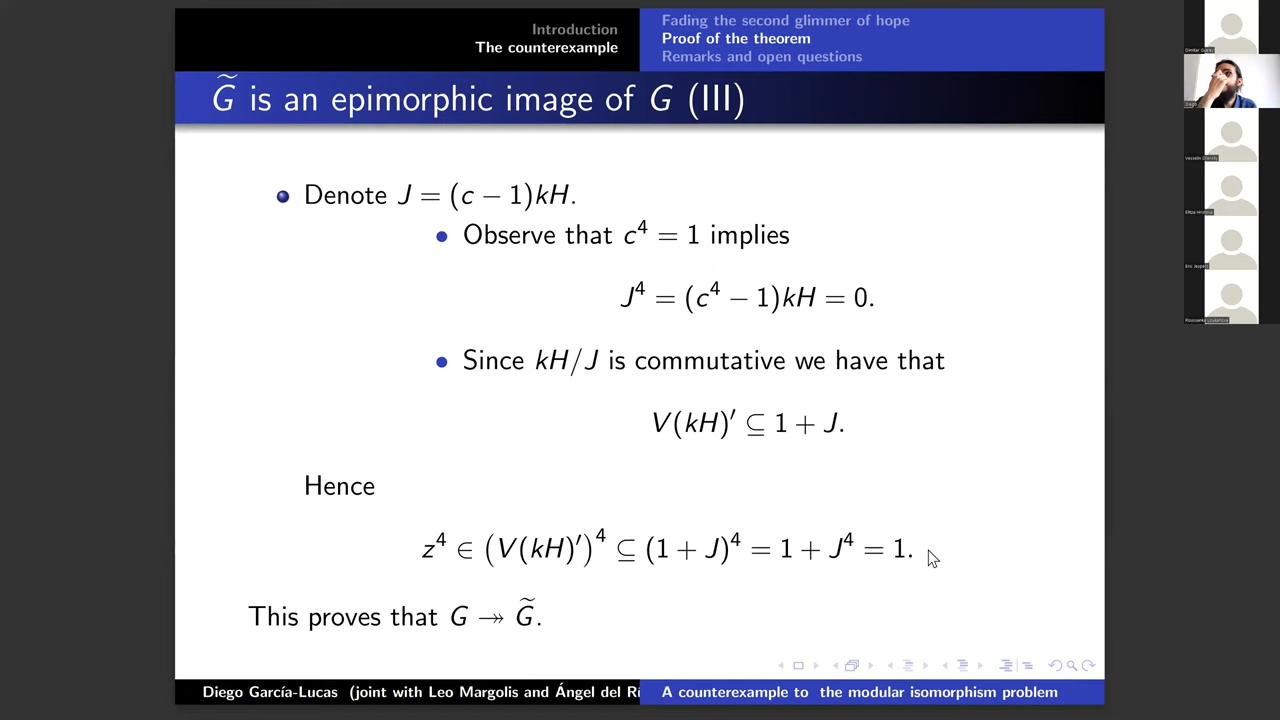 Introduction
The counterexample
Fading the second glimmer of hope
Proof of the theorem
Remarks and open questions
G̃ is an epimorphic image of G (III)
Denote J = (c − 1)kH.
Observe that c⁴ = 1 implies
J⁴ = (c⁴ − 1)kH = 0.
Since kH/J is commutative we have that
V(kH)′ ⊆ 1 + J.
Hence
z⁴ ∈ (V(kH)′)⁴ ⊆ (1 + J)⁴ = 1 + J⁴ = 1.
This proves that G ↠ G̃.
Diego García-Lucas (joint with Leo Margolis and Ángel del Rí
A counterexample to the modular isomorphism problem
Diego